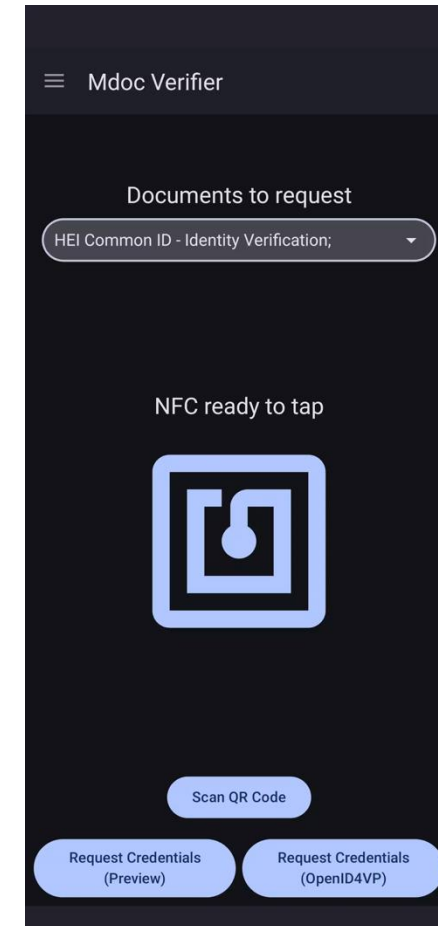 Mdoc Verifier
Documents to request
HEI Common ID - Identity Verification;
NFC ready to tap
Scan QR Code
Request Credentials
(Preview)
Request Credentials
(OpenID4VP)